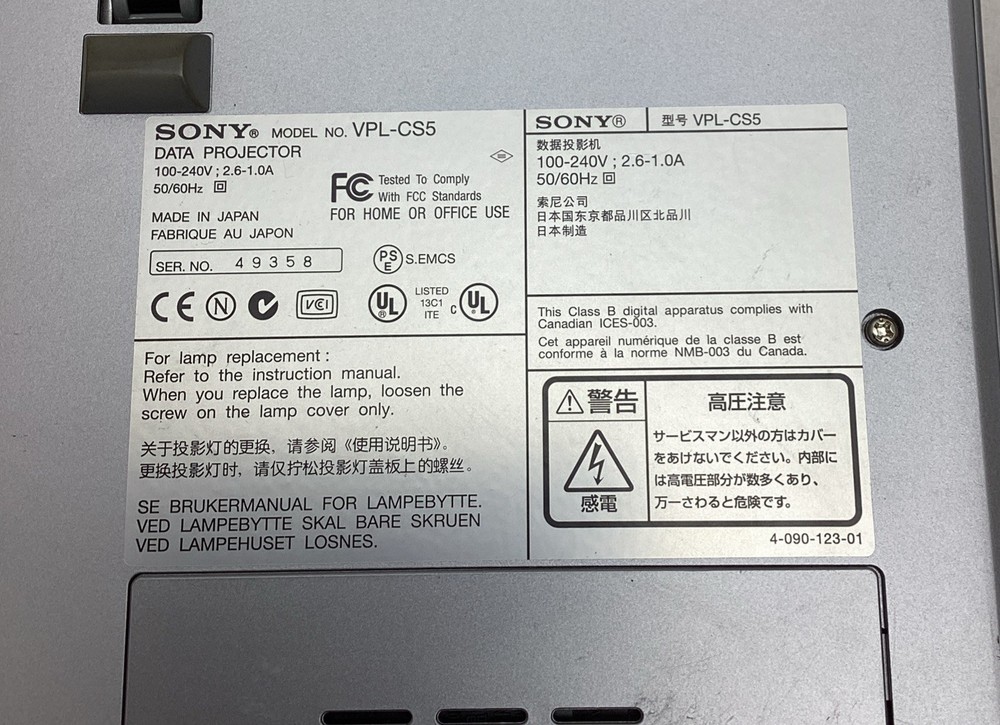 SONY® MODEL NO. VPL-CS5
DATA PROJECTOR
100-240V ; 2.6-1.0A
50/60Hz
FC Tested To Comply
With FCC Standards
FOR HOME OR OFFICE USE
MADE IN JAPAN
FABRIQUE AU JAPON
SER. NO. 49358
PSE S.EMCS
CE N VCI UL® LISTED 13C1 ITE c UL®
For lamp replacement :
Refer to the instruction manual.
When you replace the lamp, loosen the
screw on the lamp cover only.
关于投影灯的更换，请参阅《使用说明书》。
更换投影灯时，请仅拧松投影灯盖板上的螺丝。
SE BRUKERMANUAL FOR LAMPEBYTTE.
VED LAMPEBYTTE SKAL BARE SKRUEN
VED LAMPEHUSET LOSNES.
SONY® 型号 VPL-CS5
数据投影机
100-240V ; 2.6-1.0A
50/60Hz
索尼公司
日本国东京都品川区北品川
日本制造
This Class B digital apparatus complies with
Canadian ICES-003.
Cet appareil numérique de la classe B est
conforme à la norme NMB-003 du Canada.
警告
感電
高圧注意
サービスマン以外の方はカバー
をあけないでください。内部に
は高電圧部分が数多くあり、
万一さわると危険です。
4-090-123-01